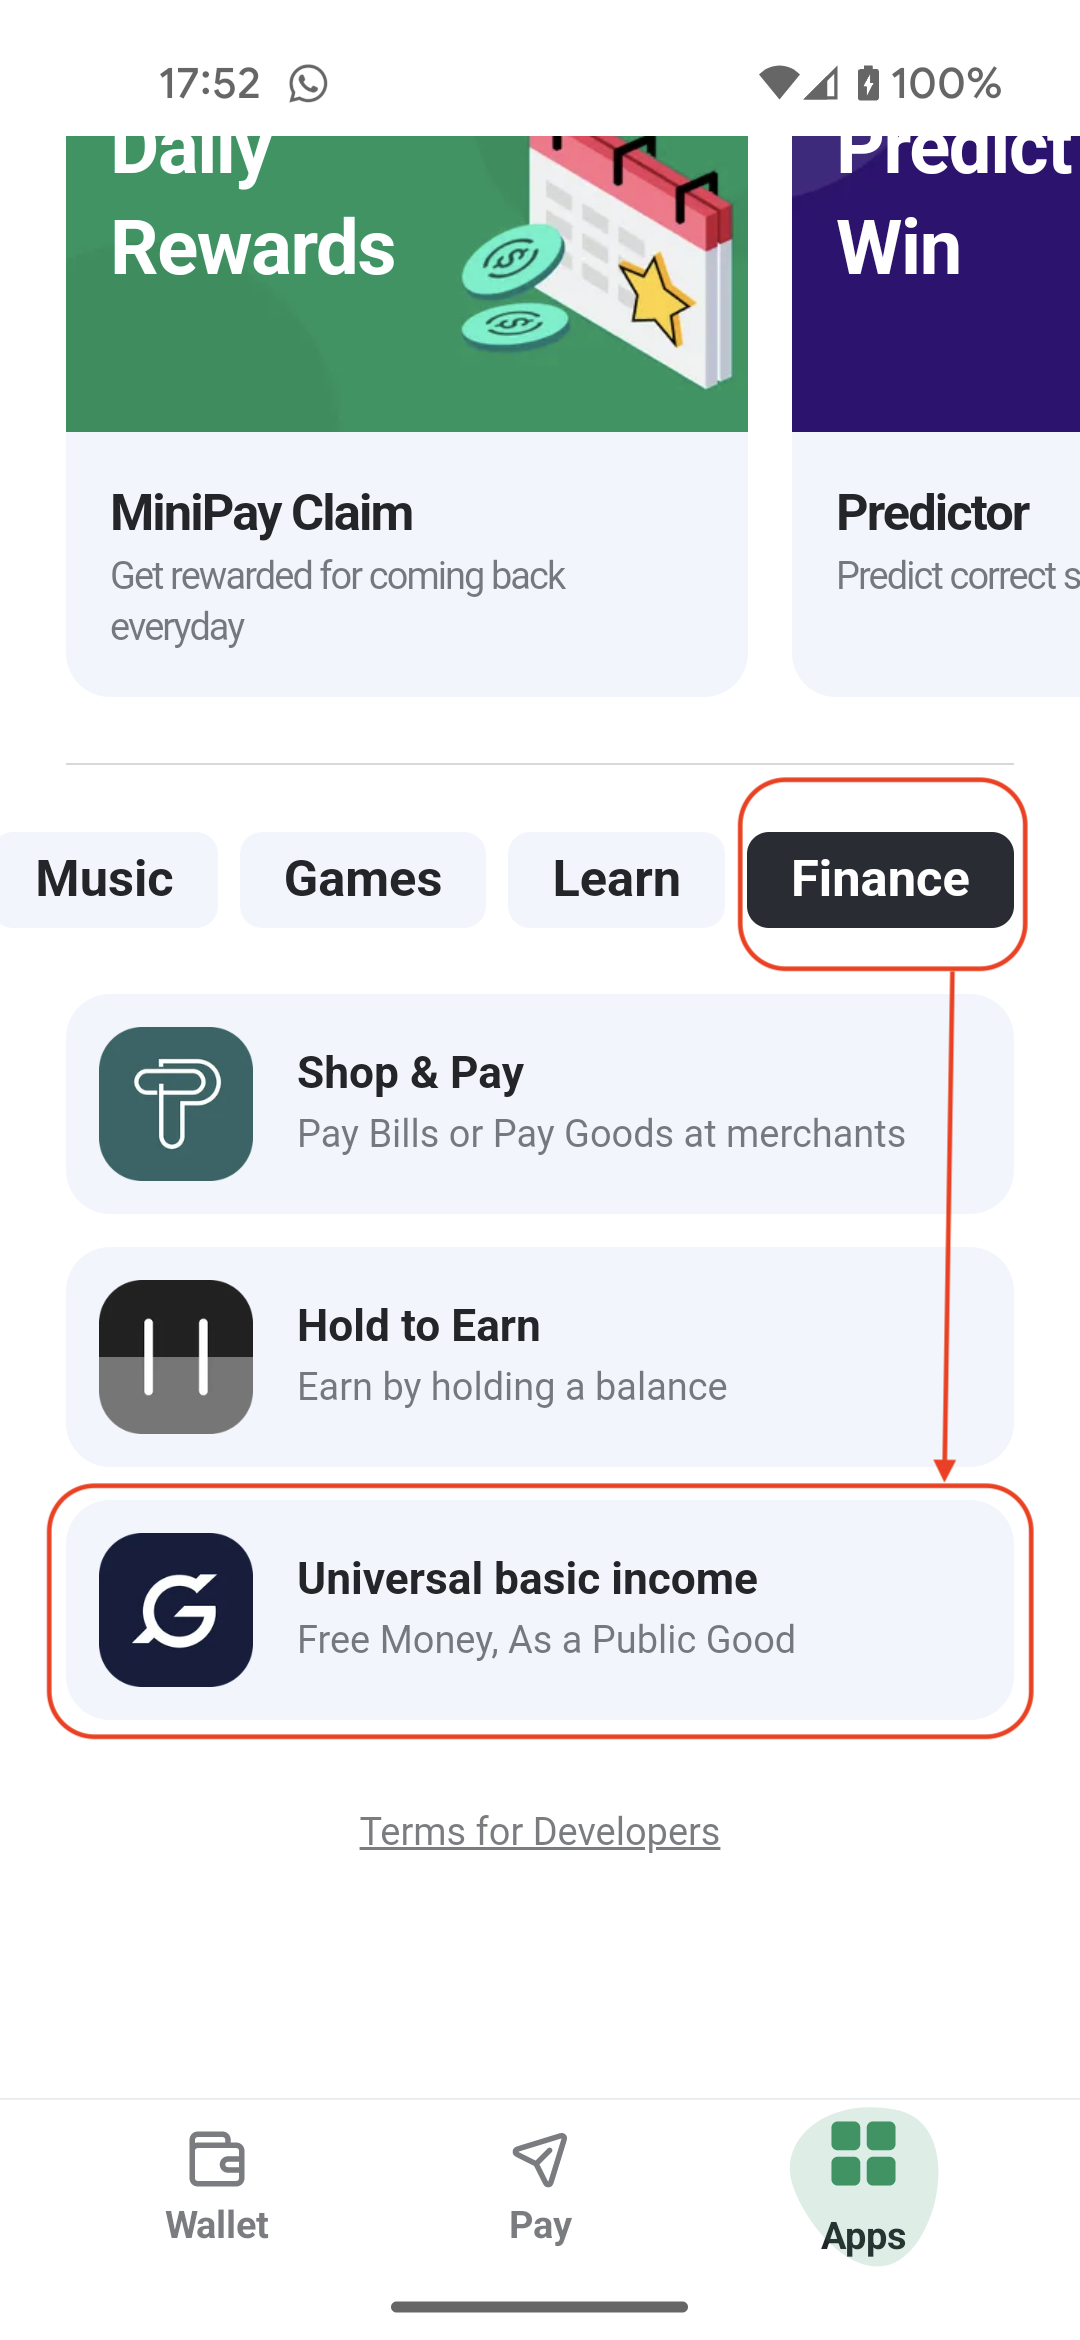 17:52 100%
Daily
Rewards
Predict
Win
MiniPay Claim
Get rewarded for coming back
everyday
Predictor
Predict correct s
Music Games Learn Finance
Shop & Pay
Pay Bills or Pay Goods at merchants
Hold to Earn
Earn by holding a balance
Universal basic income
Free Money, As a Public Good
Terms for Developers
Wallet Pay Apps